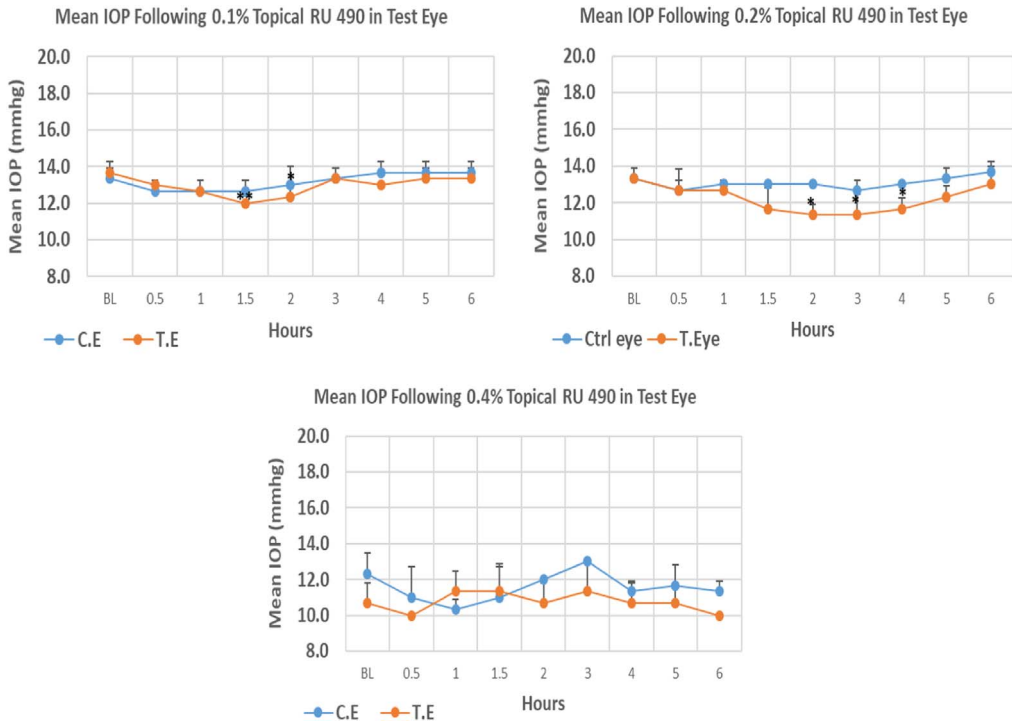 Mean IOP Following 0.1% Topical RU 490 in Test Eye
Mean IOP (mmhg)
20.0
18.0
16.0
14.0
12.0
10.0
8.0
**
*
BL 0.5 1 1.5 2 3 4 5 6
Hours
C.E T.E
Mean IOP Following 0.2% Topical RU 490 in Test Eye
Mean IOP (mmhg)
20.0
18.0
16.0
14.0
12.0
10.0
8.0
* * *
BL 0.5 1 1.5 2 3 4 5 6
Hours
Ctrl eye T.Eye
Mean IOP Following 0.4% Topical RU 490 in Test Eye
Mean IOP (mmhg)
20.0
18.0
16.0
14.0
12.0
10.0
8.0
BL 0.5 1 1.5 2 3 4 5 6
Hours
C.E T.E